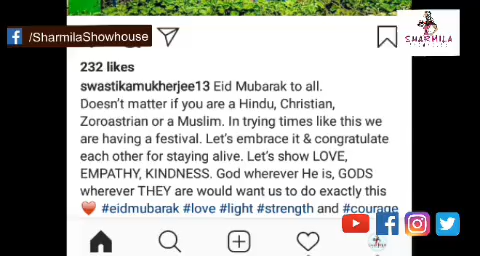 /SharmilaShowhouse
SHARMILA
232 likes
swastikamukherjee13 Eid Mubarak to all.
Doesn't matter if you are a Hindu, Christian,
Zoroastrian or a Muslim. In trying times like this we
are having a festival. Let's embrace it & congratulate
each other for staying alive. Let's show LOVE,
EMPATHY, KINDNESS. God wherever He is, GODS
wherever THEY are would want us to do exactly this
❤️ #eidmubarak #love #light #strength and #courage